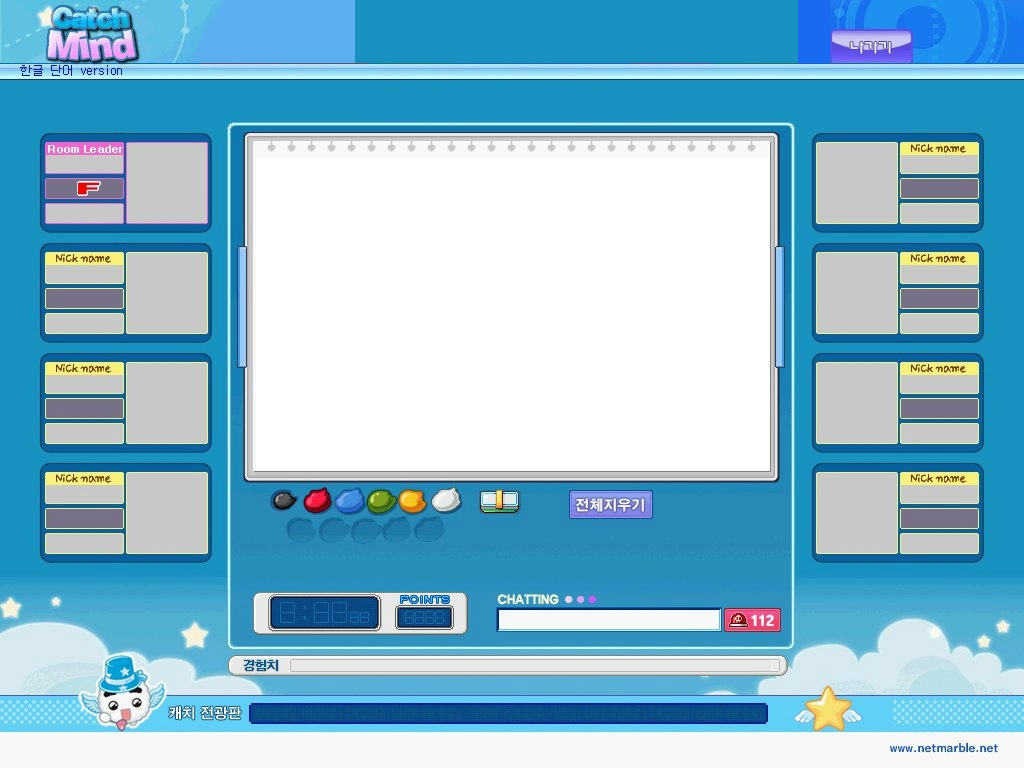 Catch
Mind
나가기
한글 단어 version
Room Leader
Nick name
Nick name
Nick name
Nick name
Nick name
Nick name
Nick name
전체지우기
POINTS
CHATTING
112
경험치
캐치 전광판
www.netmarble.net